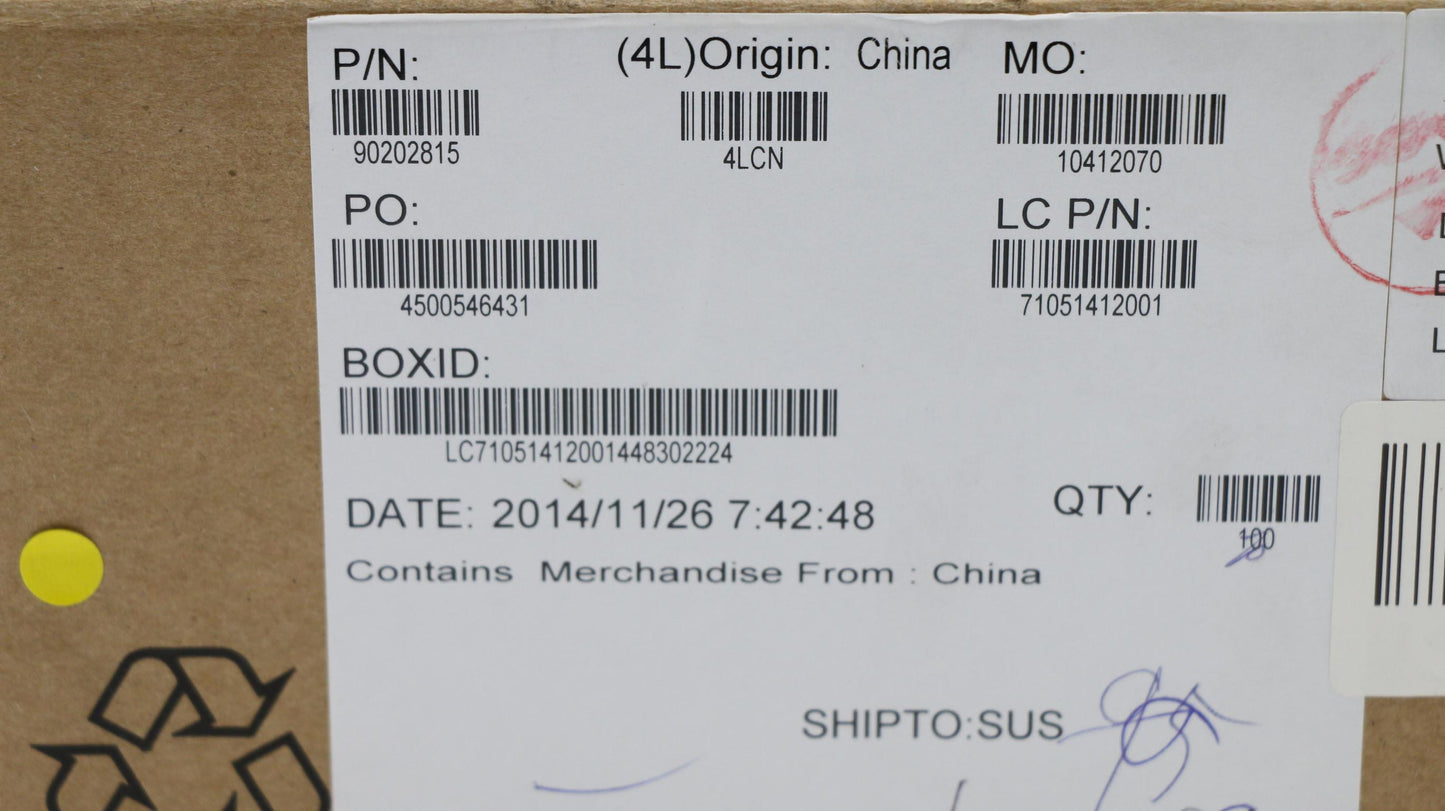 P/N:
90202815
(4L)Origin: China
4LCN
MO:
10412070
PO:
4500546431
LC P/N:
71051412001
BOXID:
LC71051412001448302224
DATE: 2014/11/26 7:42:48
QTY:
100
Contains Merchandise From : China
SHIPTO:SUS